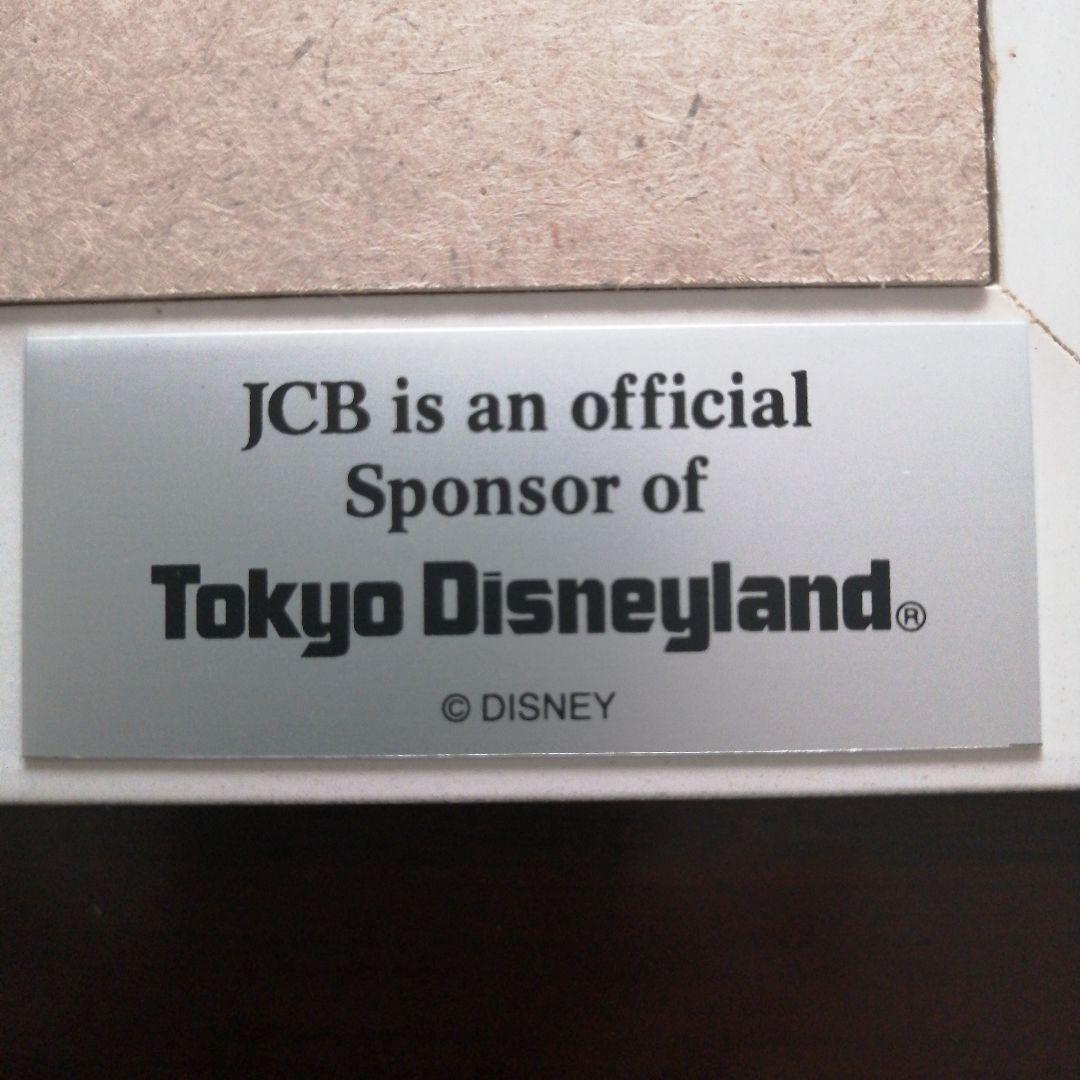 JCB is an official
Sponsor of
Tokyo Disneyland®
© DISNEY